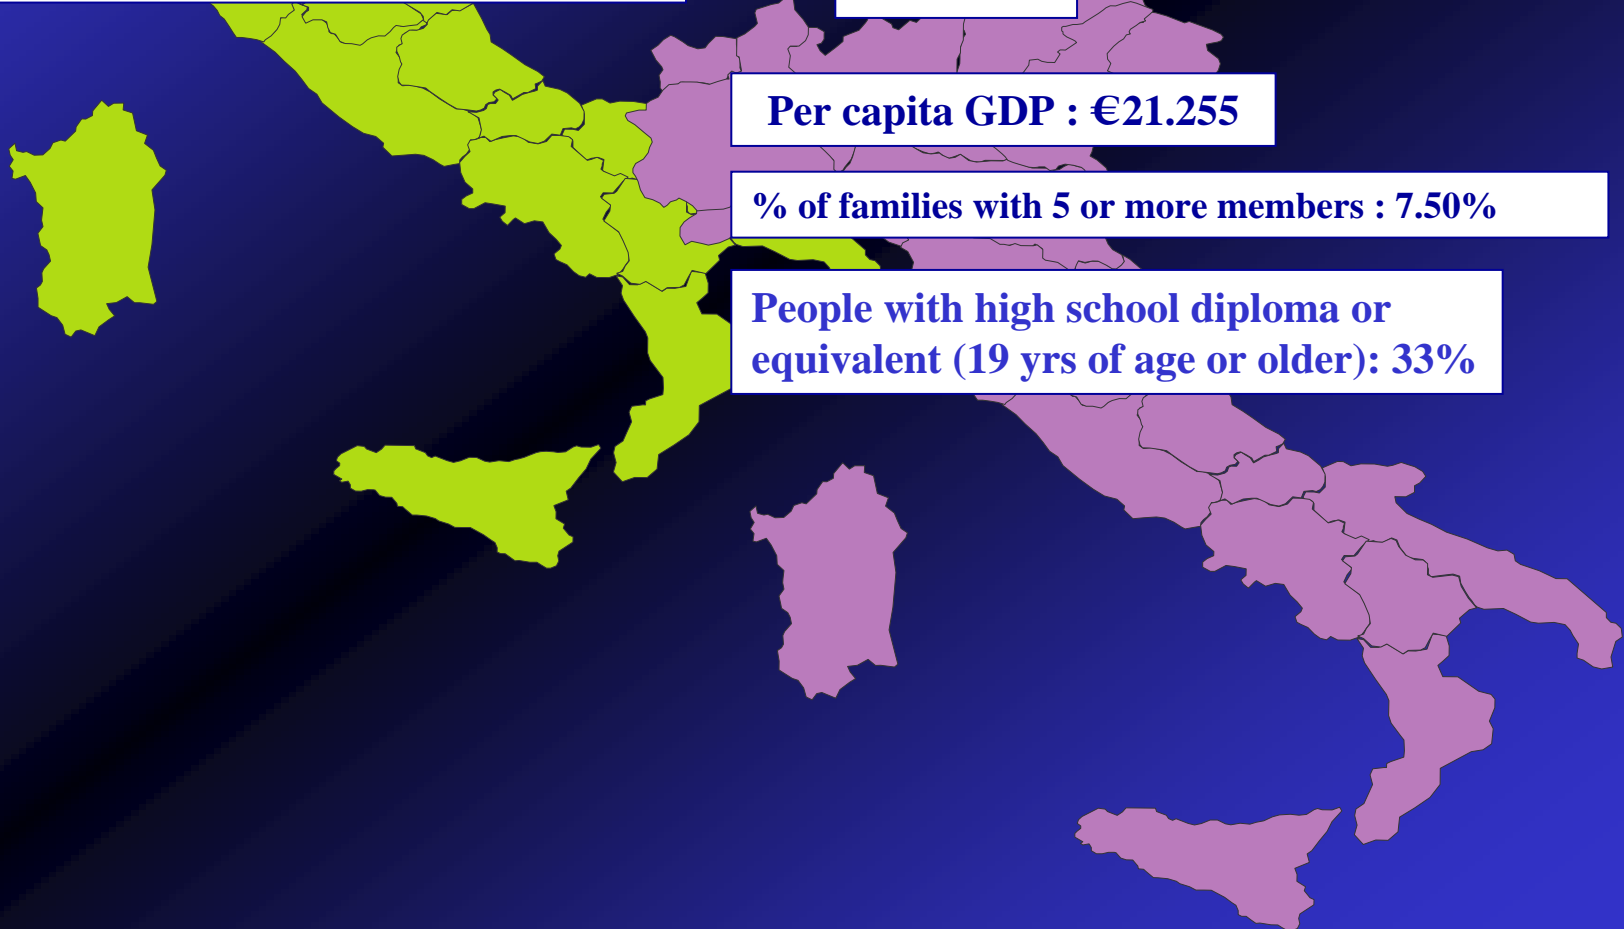 Per capita GDP : €21.255
% of families with 5 or more members : 7.50%
People with high school diploma or
equivalent (19 yrs of age or older): 33%